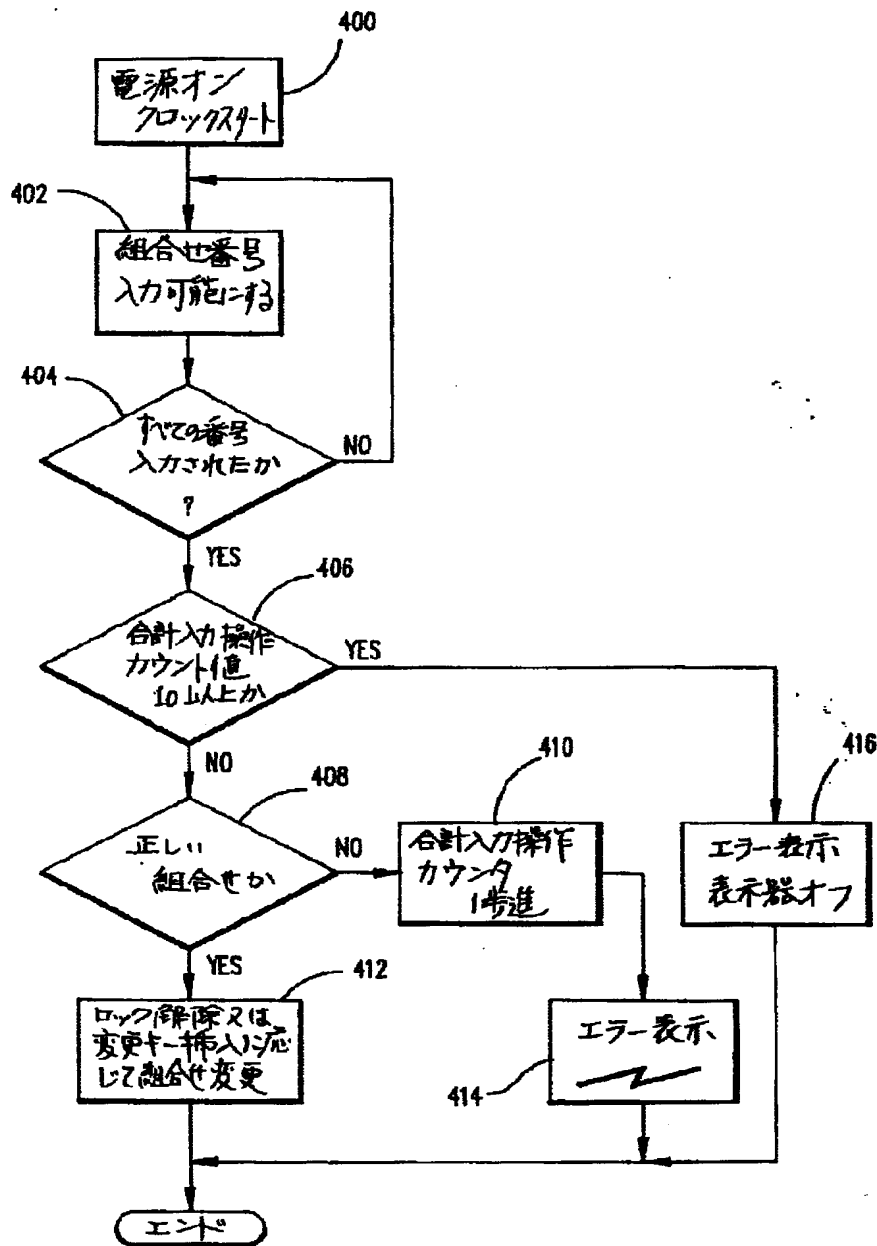 400
電源オン
クロックスタート
402
組合せ番号
入力可能にする
404
すべての番号
入力されたか
?
NO
YES
406
合計入力操作
カウント値
10以上か
YES
NO
408
正しい
組合せか
NO
YES
410
合計入力操作
カウンタ
1歩進
416
エラー表示
表示器オフ
412
ロック解除又は
変更キー挿入に応
じて組合せ変更
エラー表示
414
エンド